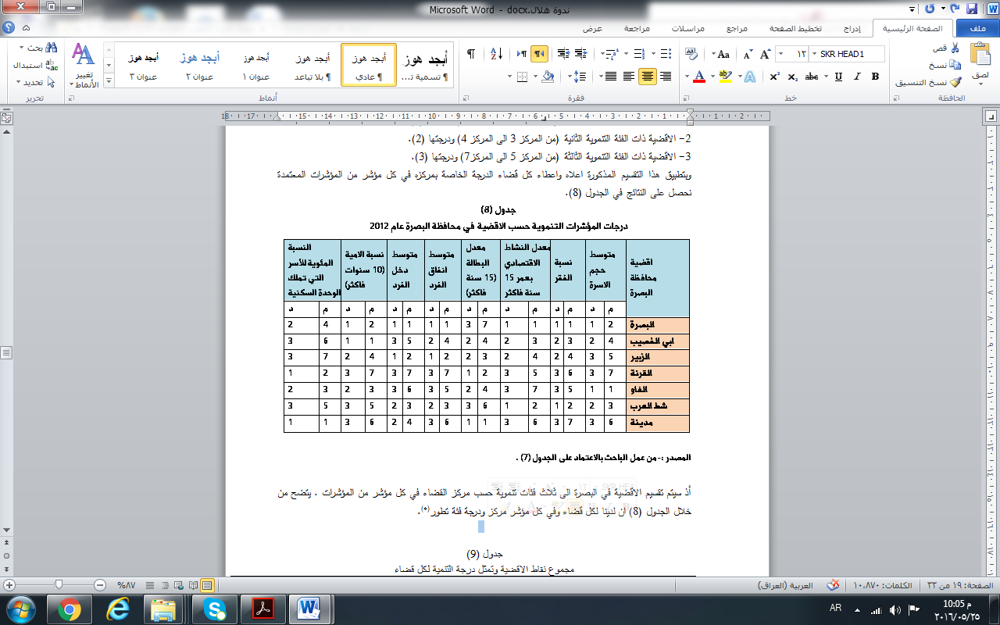 ندوة هلال.docx - Microsoft Word
ملف الصفحة الرئيسية إدراج تخطيط الصفحة مراجع مراسلات مراجعة عرض
لصق
قص
نسخ
نسخ التنسيق
الحافظة
SKR HEAD1 ١٢
خط
فقرة
أبجد هوز تسمية ت...
أبجد هوز عادي
أبجد هوز بلا تباعد
أبجد هوز عنوان ١
أبجد هوز عنوان ٢
أبجد هوز عنوان ٣
تغيير الأنماط
أنماط
بحث
استبدال
تحديد
تحرير
2- الاقضية ذات الفئة التنموية الثانية (من المركز 3 الى المركز 4) ودرجتها (2).
3- الاقضية ذات الفئة التنموية الثالثة (من المركز 5 الى المركز7) ودرجتها (3).
وبتطبيق هذا التقسيم المذكورة اعلاه واعطاء كل قضاء الدرجة الخاصة بمركزه في كل مؤشر من المؤشرات المعتمدة
نحصل على النتائج في الجدول (8).
جدول (8)
درجات المؤشرات التنموية حسب الاقضية في محافظة البصرة عام 2012
اقضية محافظة البصرة
متوسط حجم الاسرة
نسبة الفقر
معدل النشاط الاقتصادي بعمر 15 سنة فاكثر
معدل البطالة (15 سنة فاكثر)
متوسط انفاق الفرد
متوسط دخل الفرد
نسبة الامية (10 سنوات فاكثر)
النسبة المئوية للأسر التي تملك الوحدة السكنية
م د م د م د م د م د م د م د م د
البصرة 2 1 1 1 1 1 7 3 1 1 1 1 2 1 4 2
ابي الخصيب 4 2 3 2 3 2 4 2 4 2 5 3 1 1 6 3
الزبير 5 3 4 2 4 2 3 2 2 1 2 1 4 2 7 3
القرنة 7 3 6 3 5 3 2 1 7 3 7 3 7 3 2 1
الفاو 1 1 5 3 7 3 4 2 5 3 6 3 3 2 3 2
شط العرب 3 2 2 1 2 1 6 3 3 2 3 2 5 3 5 3
مدينة 6 3 7 3 6 3 1 1 6 3 4 2 6 3 1 1
المصدر :-من عمل الباحث بالاعتماد على الجدول (7) .
أذ سيتم تقسيم الاقضية في البصرة الى ثلاث فئات تنموية حسب مركز القضاء في كل مؤشر من المؤشرات . يتضح من
خلال الجدول (8) أن لدينا لكل قضاء وفي كل مؤشر مركز ودرجة فئة تطور(*).
جدول (9)
مجموع نقاط الاقضية وتمثل درجة التنمية لكل قضاء
الصفحة: ١٩ من ٣٣ الكلمات: ١٠،٨٧٠ العربية (العراق) ٨٧%
AR 10:05 م
٢٠١٦/٠٥/٢٥